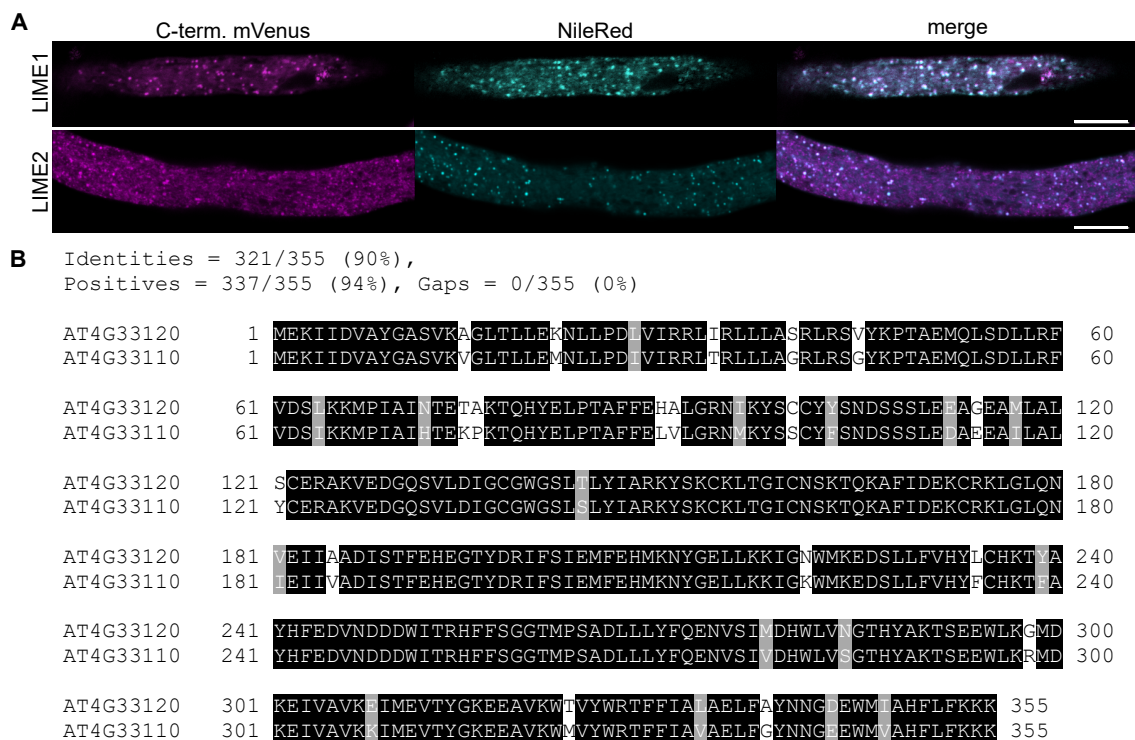 A
C-term. mVenus NileRed merge
LIME1
LIME2
B
Identities = 321/355 (90%),
Positives = 337/355 (94%), Gaps = 0/355 (0%)
AT4G33120 1 MEKIIDVAYGASVKAGLTLLEKNLLPDLVIRRLIRLLLASRLRSVYKPTAEMQLSDLLRF 60
AT4G33110 1 MEKIIDVAYGASVKVGLTLLEMNLLPDIVIRRLTRLLLAGRLRSGYKPTAEMQLSDLLRF 60
AT4G33120 61 VDSLKKMPIAINTETAKTQHYELPTAFFEHALGRNIKYSCCYYSNDSSSLEEAGEAMLAL 120
AT4G33110 61 VDSIKKMPIAIHTEKPKTQHYELPTAFFELVLGRNMKYSSCYFSNDSSSLEDAEEAILAL 120
AT4G33120 121 SCERAKVEDGQSVLDIGCGWGSLTLYIARKYSKCKLTGICNSKTQKAFIDEKCRKLGLQN 180
AT4G33110 121 YCERAKVEDGQSVLDIGCGWGSLSLYIARKYSKCKLTGICNSKTQKAFIDEKCRKLGLQN 180
AT4G33120 181 VEIIAADISTFEHEGTYDRIFSIEMFEHMKNYGELLKKIGNWMKEDSLLFVHYLCHKTYA 240
AT4G33110 181 IEIIVADISTFEHEGTYDRIFSIEMFEHMKNYGELLKKIGKWMKEDSLLFVHYFCHKTFA 240
AT4G33120 241 YHFEDVNDDDWITRHFFSGGTMPSADLLLYFQENVSIMDHWLVNGTHYAKTSEEWLKGMD 300
AT4G33110 241 YHFEDVNDDDWITRHFFSGGTMPSADLLLYFQENVSIVDHWLVSGTHYAKTSEEWLKRMD 300
AT4G33120 301 KEIVAVKEIMEVTYGKEEAVKWTVYWRTFFIALAELFAYNNGDEWMIAHFLFKKK 355
AT4G33110 301 KEIVAVKKIMEVTYGKEEAVKWMVYWRTFFIAVAELFGYNNGEEWMVAHFLFKKK 355